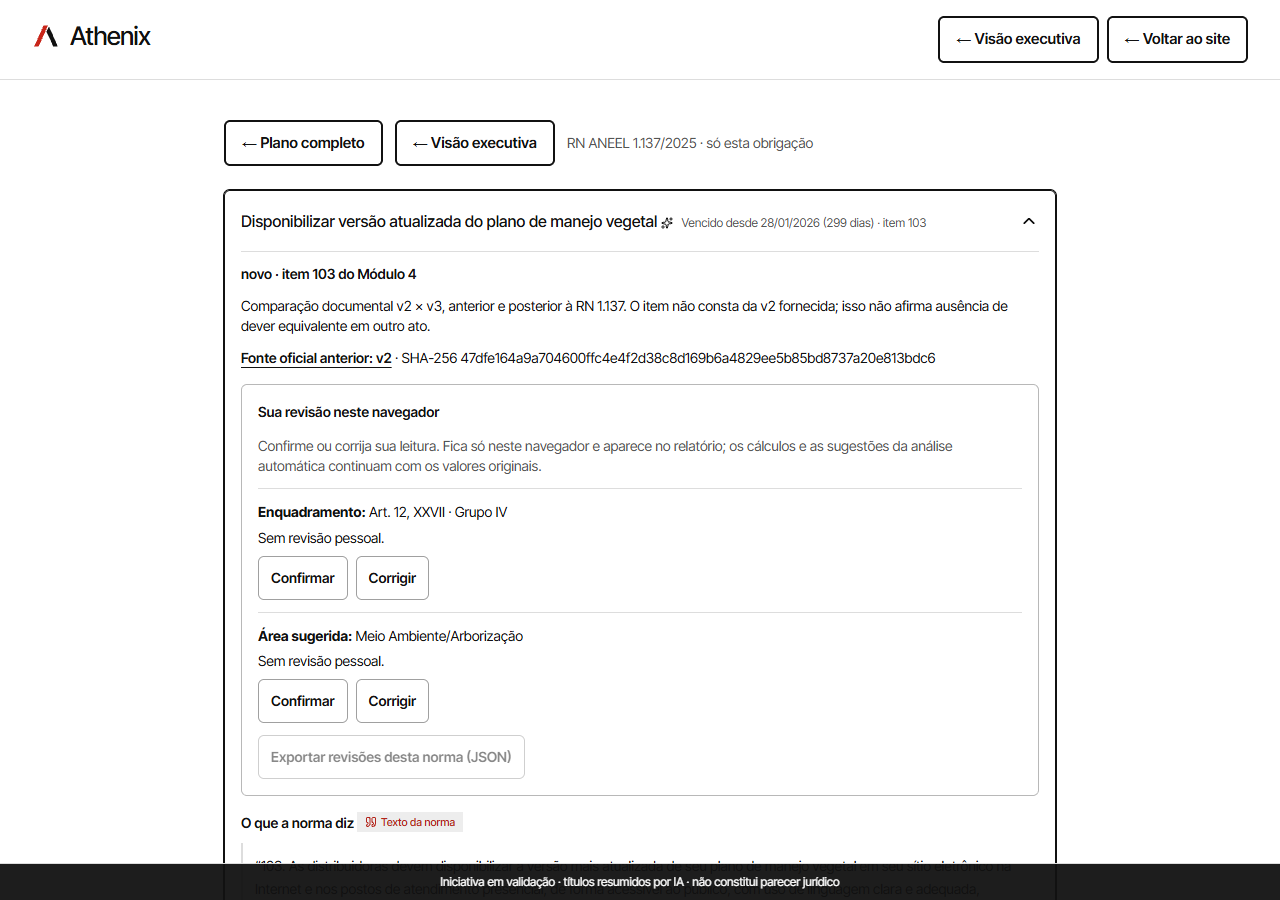 Athenix
← Visão executiva
← Voltar ao site
← Plano completo
← Visão executiva
RN ANEEL 1.137/2025 · só esta obrigação
Disponibilizar versão atualizada do plano de manejo vegetal
Vencido desde 28/01/2026 (299 dias) · item 103
novo · item 103 do Módulo 4
Comparação documental v2 × v3, anterior e posterior à RN 1.137. O item não consta da v2 fornecida; isso não afirma ausência de
dever equivalente em outro ato.
Fonte oficial anterior: v2 · SHA-256 47dfe164a9a704600ffc4e4f2d38c8d169b6a4829ee5b85bd8737a20e813bdc6
Sua revisão neste navegador
Confirme ou corrija sua leitura. Fica só neste navegador e aparece no relatório; os cálculos e as sugestões da análise
automática continuam com os valores originais.
Enquadramento: Art. 12, XXVII · Grupo IV
Sem revisão pessoal.
Confirmar
Corrigir
Área sugerida: Meio Ambiente/Arborização
Sem revisão pessoal.
Confirmar
Corrigir
Exportar revisões desta norma (JSON)
O que a norma diz
Texto da norma
Iniciativa em validação · títulos resumidos por IA · não constitui parecer jurídico